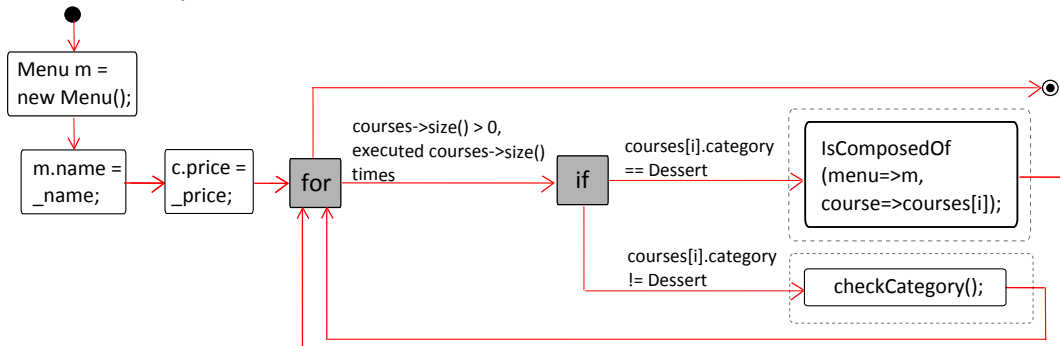 Menu m =
new Menu();
m.name =
_name;
c.price =
_price;
for
courses->size() > 0,
executed courses->size()
times
if
courses[i].category
== Dessert
IsComposedOf
(menu=>m,
course=>courses[i]);
courses[i].category
!= Dessert
checkCategory();